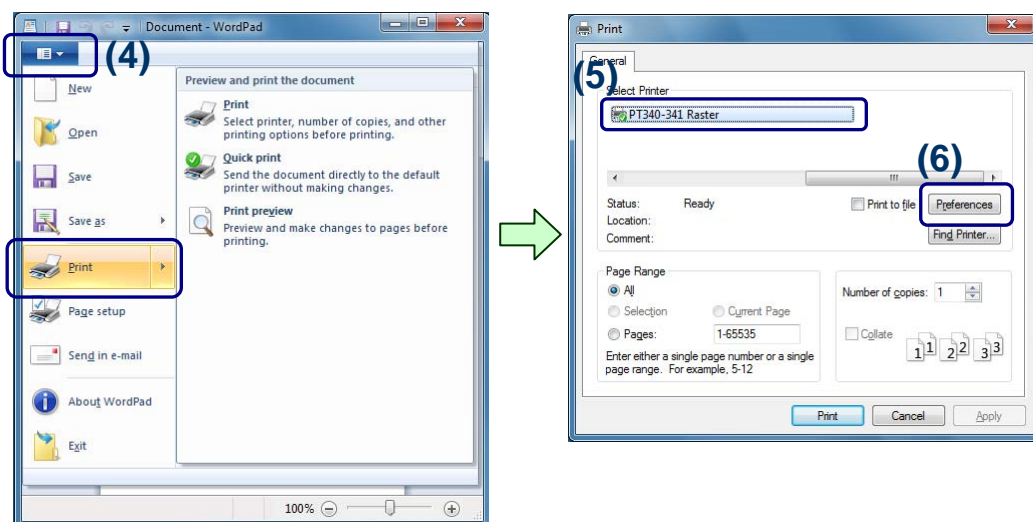 Document - WordPad
(4)
New
Open
Save
Save as
Print
Page setup
Send in e-mail
About WordPad
Exit
Preview and print the document
Print
Select printer, number of copies, and other
printing options before printing.
Quick print
Send the document directly to the default
printer without making changes.
Print preview
Preview and make changes to pages before
printing.
100%
Print
General
(5)
Select Printer
PT340-341 Raster
(6)
Status: Ready
Print to file
Preferences
Location:
Comment:
Find Printer...
Page Range
All
Selection
Current Page
Pages: 1-65535
Enter either a single page number or a single
page range. For example, 5-12
Number of copies: 1
Collate
1 1 2 2 3 3
Print
Cancel
Apply